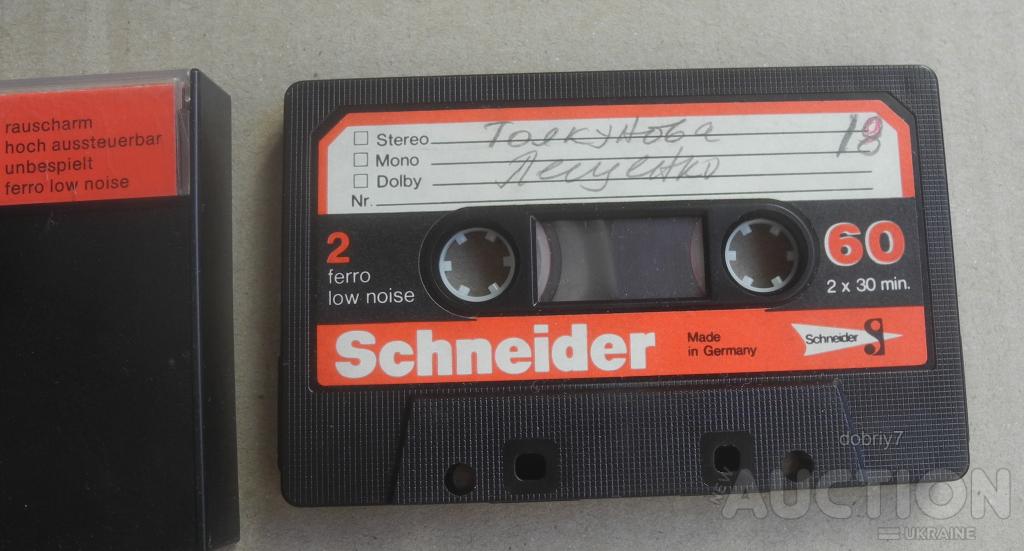 rauscharm
hoch aussteuerbar
unbespielt
ferro low noise
Stereo Толкунова 18
Mono Лещенко
Dolby
Nr.
2
ferro
low noise
60
2 x 30 min.
Schneider
Made
in Germany
Schneider S
dobriy7
NEW
AUCTION
UKRAINE